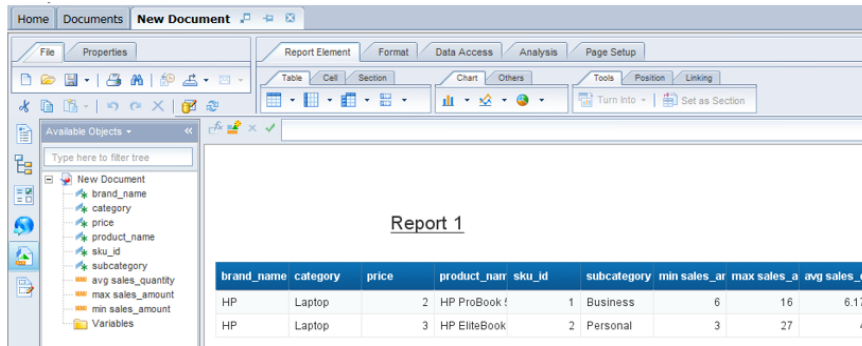 Home Documents New Document
File Properties Report Element Format Data Access Analysis Page Setup
Table Cell Section Chart Others Tools Position Linking
Turn Into Set as Section
Available Objects
Type here to filter tree
New Document
brand_name
category
price
product_name
sku_id
subcategory
avg sales_quantity
max sales_amount
min sales_amount
Variables
Report 1
brand_name category price product_nam sku_id subcategory min sales_ar max sales_a avg sales_
HP Laptop 2 HP ProBook 1 Business 6 16 6.17
HP Laptop 3 HP EliteBook 2 Personal 3 27